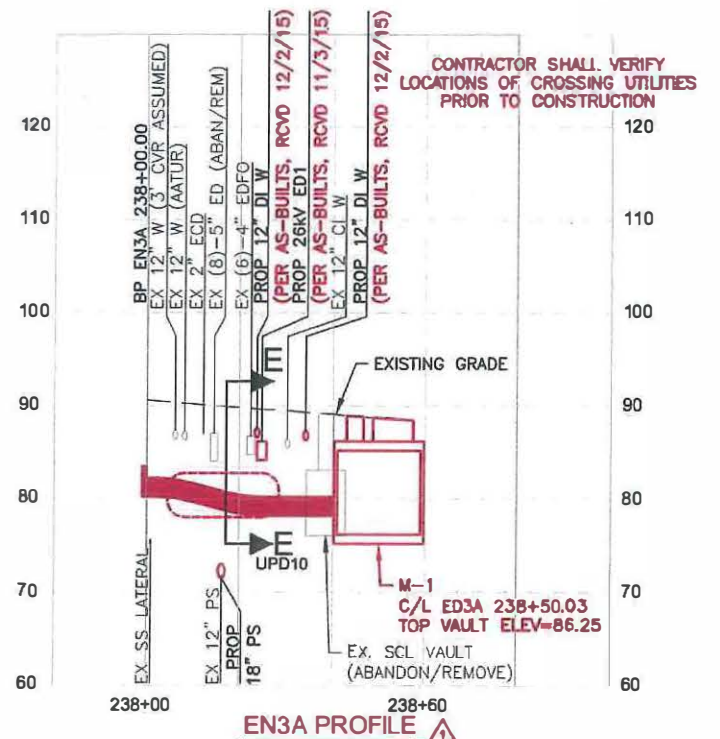 CONTRACTOR SHALL VERIFY
LOCATIONS OF CROSSING UTILITIES
PRIOR TO CONSTRUCTION
BP EN3A 238+00.00
EX 12" W (3' CVR ASSUMED)
EX 12" W (AATUR)
EX 2" ECD
EX (8)-5" ED (ABAN/REM)
EX (6)-4" EDFO
PROP 12" DI W
(PER AS-BUILTS, RCVD 12/2/15)
PROP 26kV ED1
(PER AS-BUILTS, RCVD 11/3/15)
EX 12" CI W
PROP 12" DI W
(PER AS-BUILTS, RCVD 12/2/15)
120
120
110
110
100
100
E
EXISTING GRADE
90
90
80
80
E
UPD10
70
70
M-1
C/L ED3A 238+50.03
TOP VAULT ELEV=86.25
EX SS LATERAL
EX 12" PS
PROP
18" PS
EX. SCL VAULT
(ABANDON/REMOVE)
60
60
238+00
238+60
EN3A PROFILE
1